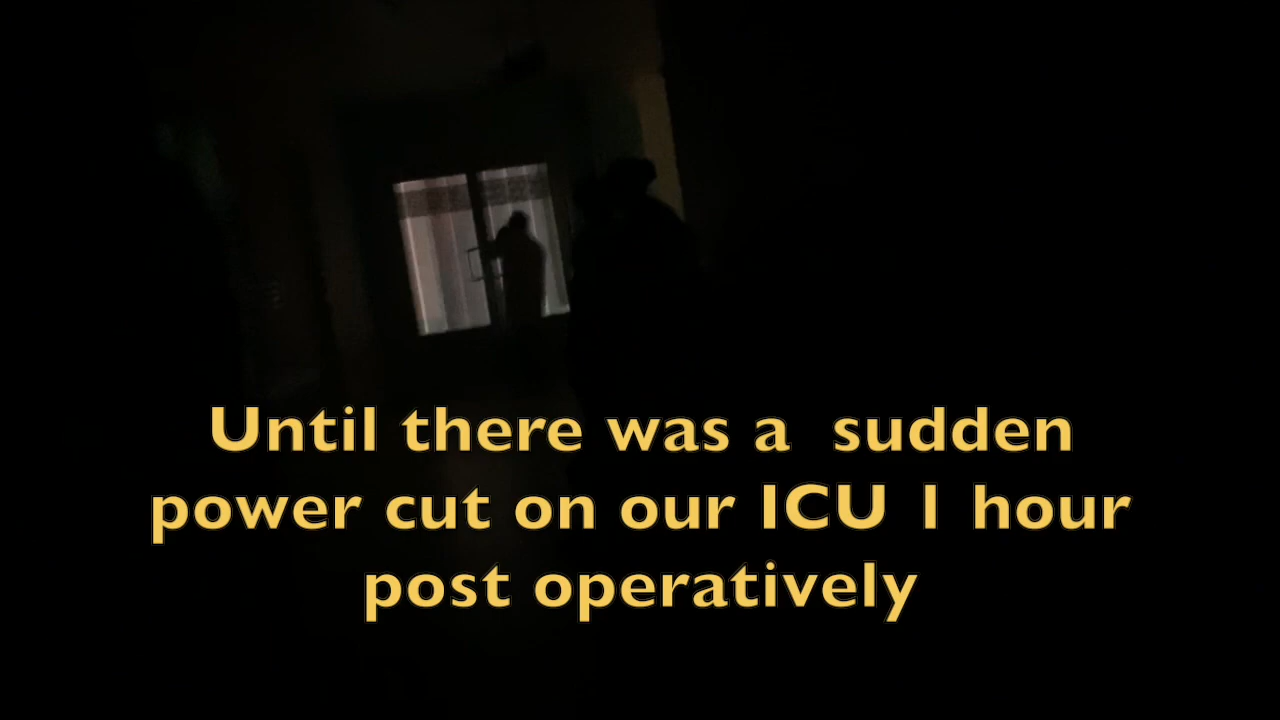 Until there was a  sudden
power cut on our ICU 1 hour
post operatively